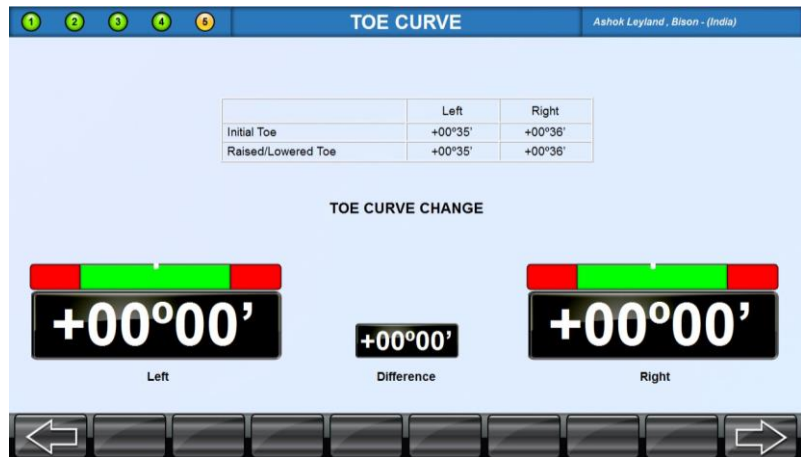 1 2 3 4 5 TOE CURVE Ashok Leyland , Bison - (India)
Left Right
Initial Toe +00º35' +00º36'
Raised/Lowered Toe +00º35' +00º36'
TOE CURVE CHANGE
+00º00’ +00º00’ +00º00’
Left Difference Right